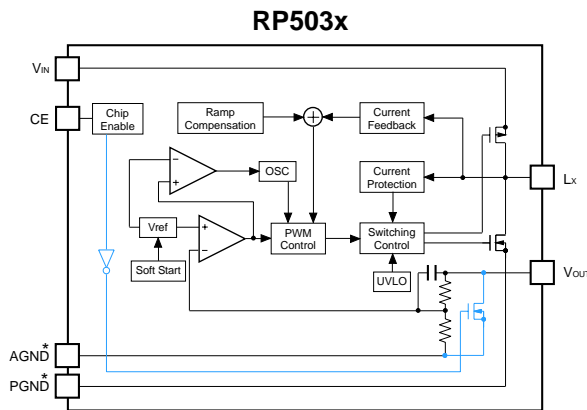 RP503x
VIN
CE
Chip
Enable
Ramp
Compensation
+
Current
Feedback
−
+
OSC
Current
Protection
LX
Vref
+
−
PWM
Control
Switching
Control
Soft Start
UVLO
VOUT
AGND*
PGND*